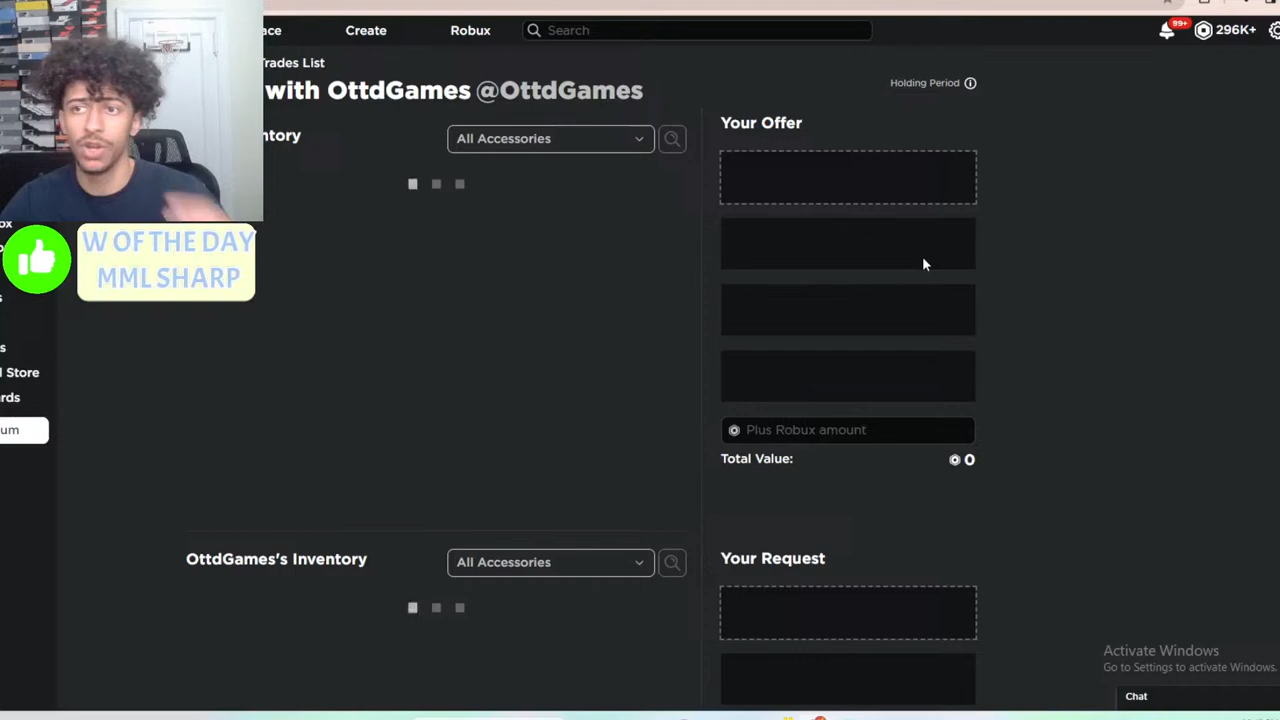 ace
Create
Robux
Search
99+
296K+
Trades List
with OttdGames @OttdGames
Holding Period
ntory
All Accessories
Your Offer
W OF THE DAY
MML SHARP
Plus Robux amount
Total Value:
0
ox
s
s
l Store
rds
um
OttdGames's Inventory
All Accessories
Your Request
Activate Windows
Go to Settings to activate Windows.
Chat